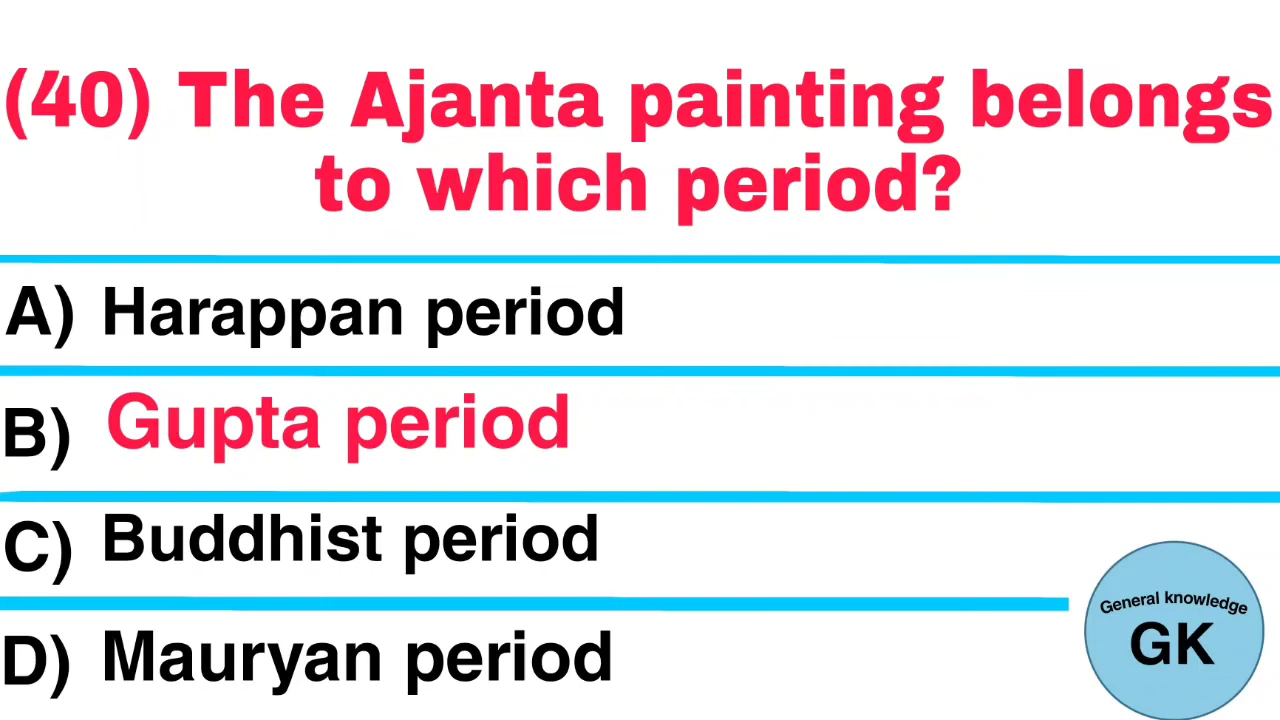 (40) The Ajanta painting belongs
to which period?
A) Harappan period
B) Gupta period
C) Buddhist period
D) Mauryan period
General knowledge
GK